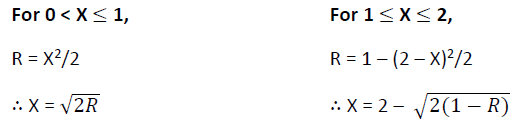 For 0 < X ≤ 1,
R = X²/2
∴ X = √2R
For 1 ≤ X ≤ 2,
R = 1 – (2 – X)²/2
∴ X = 2 − √2(1 − R)